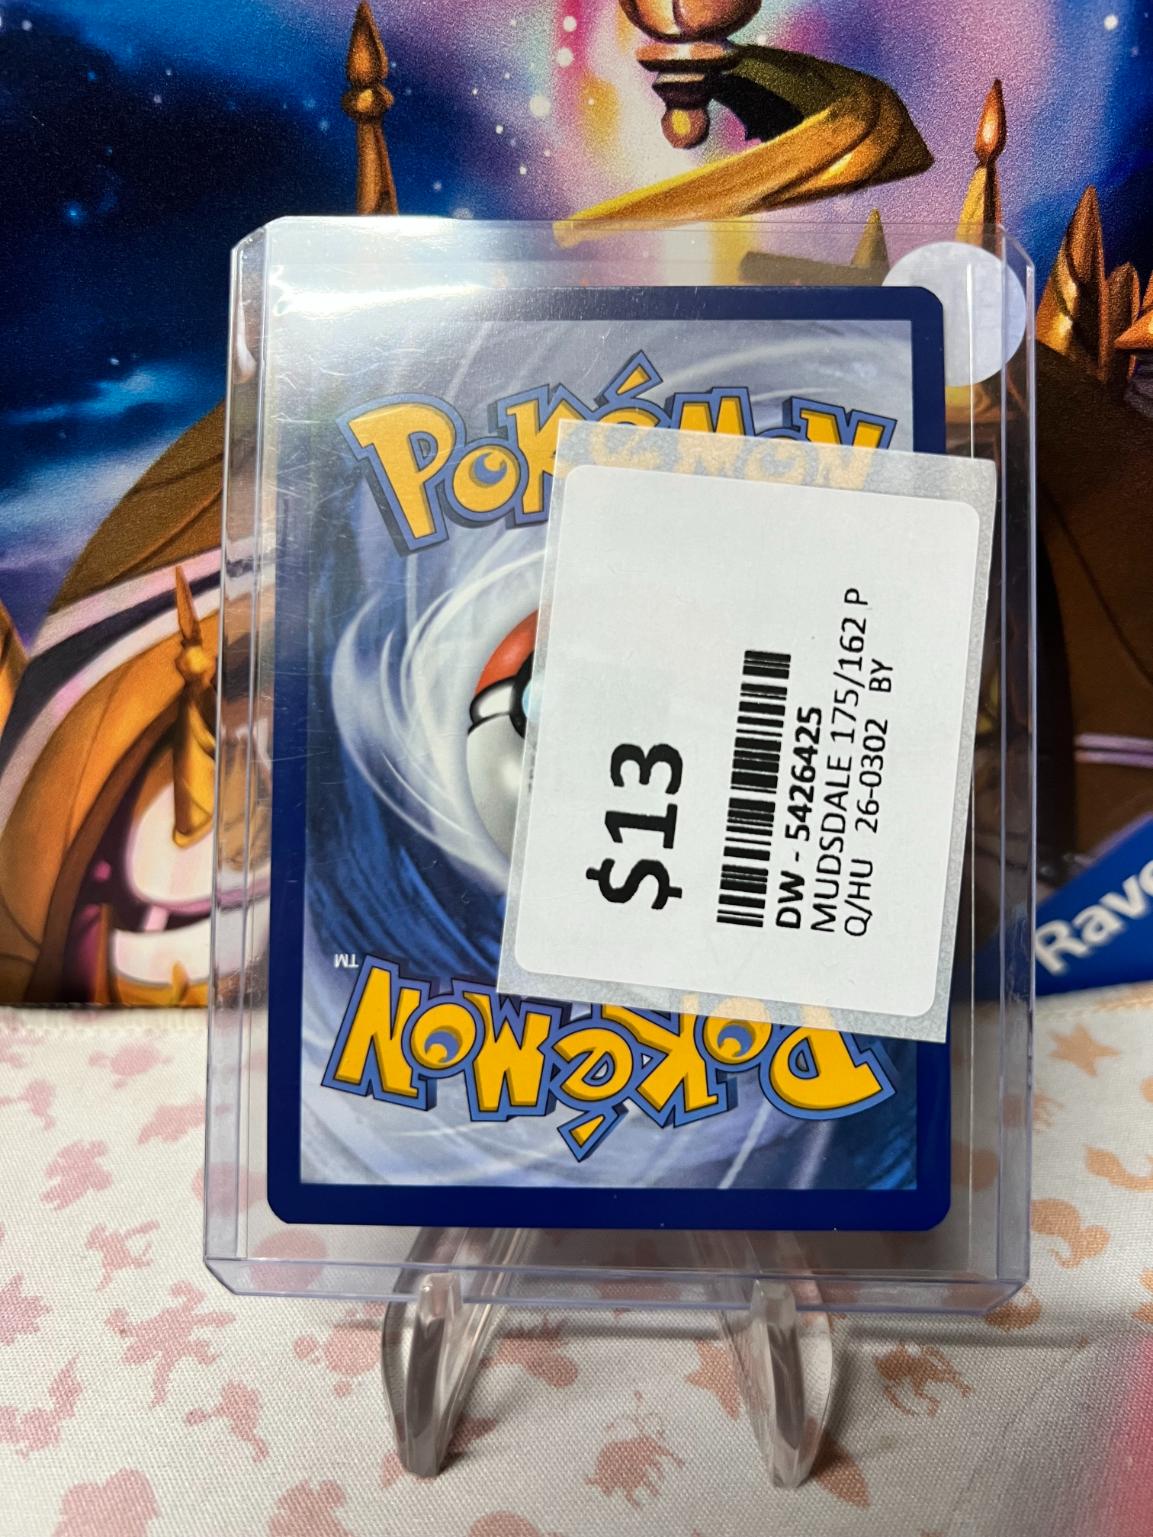 Pokémon
$13
DW - 5426425
MUDSDALE 175/162 P
Q/HU 26-0302 BY
TM
Pokémon
Rave